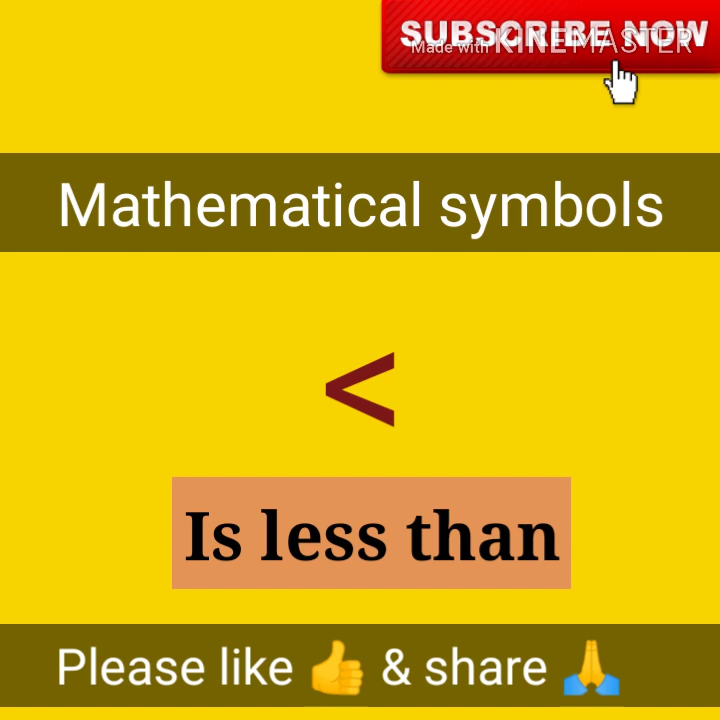 SUBSCRIBE NOW
Made with KINEMASTER
Mathematical symbols
<
Is less than
Please like 👍 & share 🙏